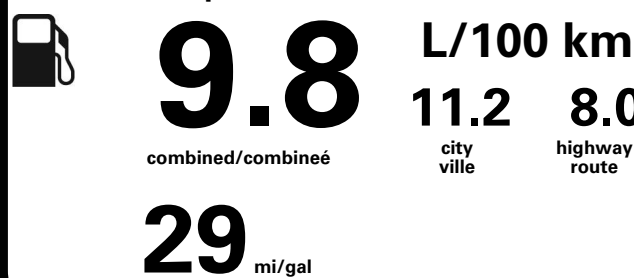 9.8 L/100 km
11.2 8.0
combined/combineé city highway
ville route
29 mi/gal